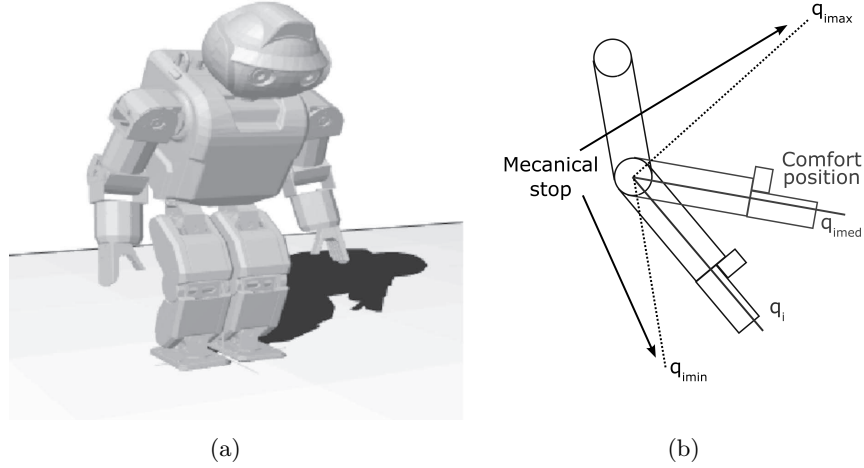 q_imax
Mecanical
stop
Comfort
position
q_imed
q_i
q_imin
(a)
(b)